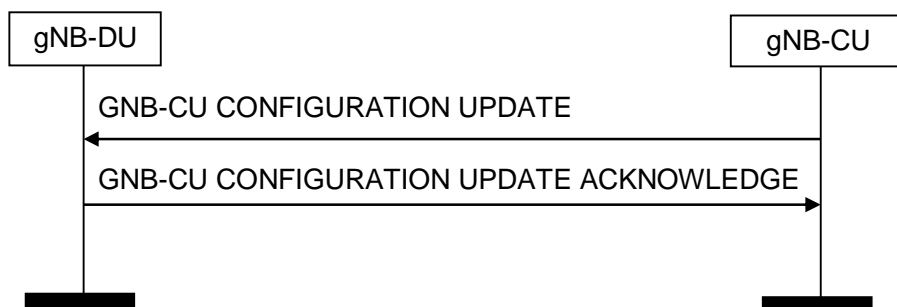 gNB-DU
gNB-CU
GNB-CU CONFIGURATION UPDATE
GNB-CU CONFIGURATION UPDATE ACKNOWLEDGE